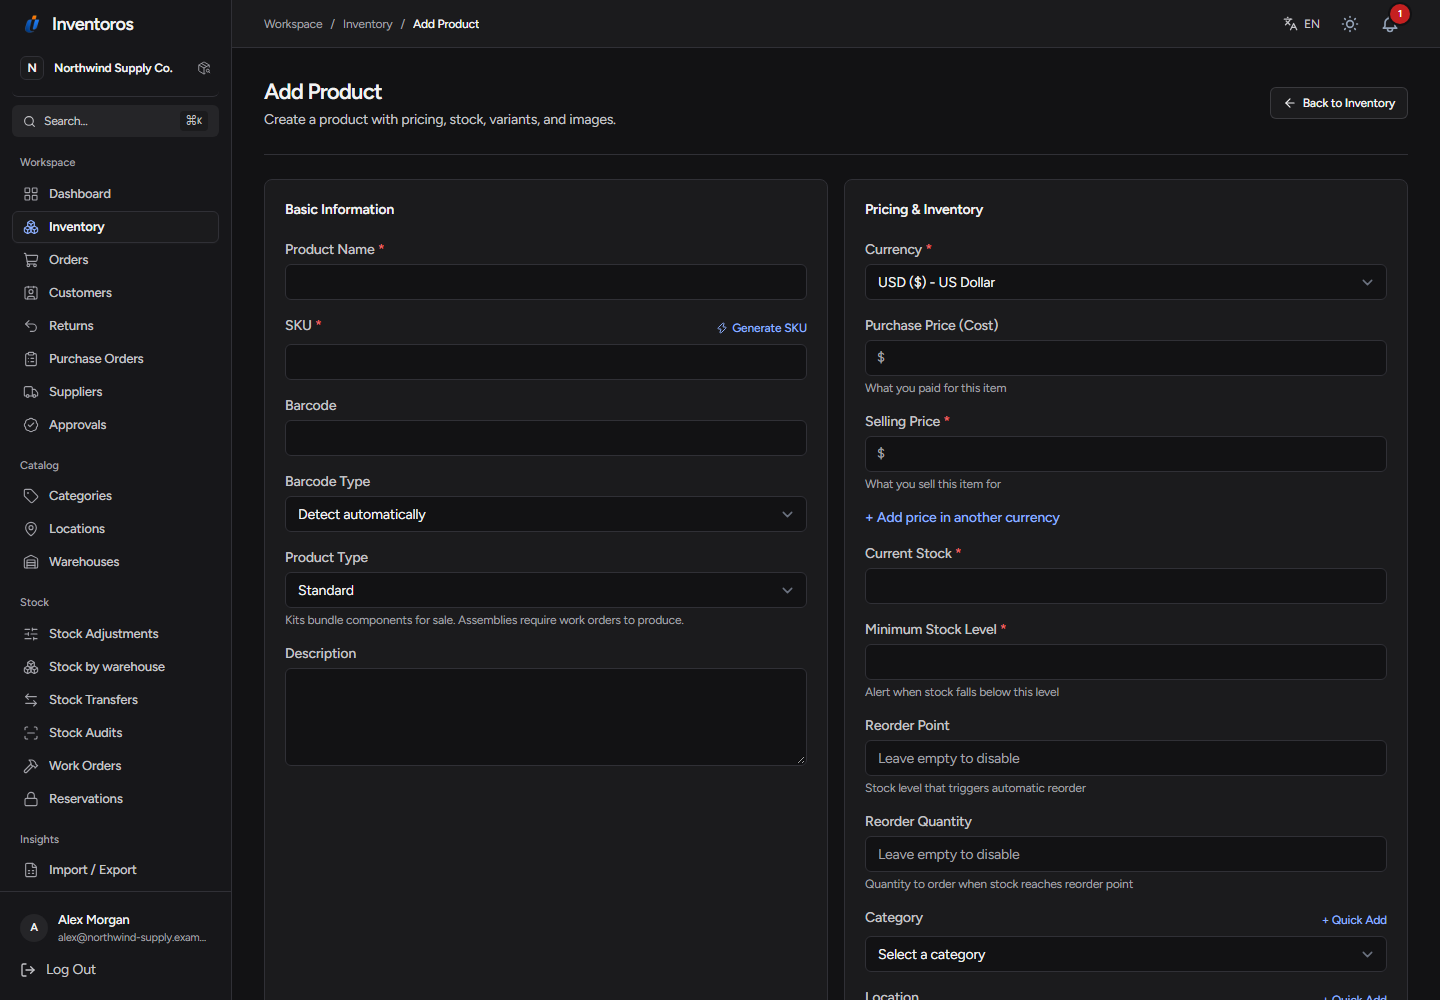 Inventoros
N Northwind Supply Co.
Search... ⌘K
Workspace
Dashboard
Inventory
Orders
Customers
Returns
Purchase Orders
Suppliers
Approvals
Catalog
Categories
Locations
Warehouses
Stock
Stock Adjustments
Stock by warehouse
Stock Transfers
Stock Audits
Work Orders
Reservations
Insights
Import / Export
A Alex Morgan
alex@northwind-supply.exam...
Log Out
Workspace / Inventory / Add Product
EN
1
Add Product
Create a product with pricing, stock, variants, and images.
Back to Inventory
Basic Information
Product Name *
SKU * Generate SKU
Barcode
Barcode Type
Detect automatically
Product Type
Standard
Kits bundle components for sale. Assemblies require work orders to produce.
Description
Pricing & Inventory
Currency *
USD ($) - US Dollar
Purchase Price (Cost)
$
What you paid for this item
Selling Price *
$
What you sell this item for
+ Add price in another currency
Current Stock *
Minimum Stock Level *
Alert when stock falls below this level
Reorder Point
Leave empty to disable
Stock level that triggers automatic reorder
Reorder Quantity
Leave empty to disable
Quantity to order when stock reaches reorder point
Category + Quick Add
Select a category
Location + Quick Add